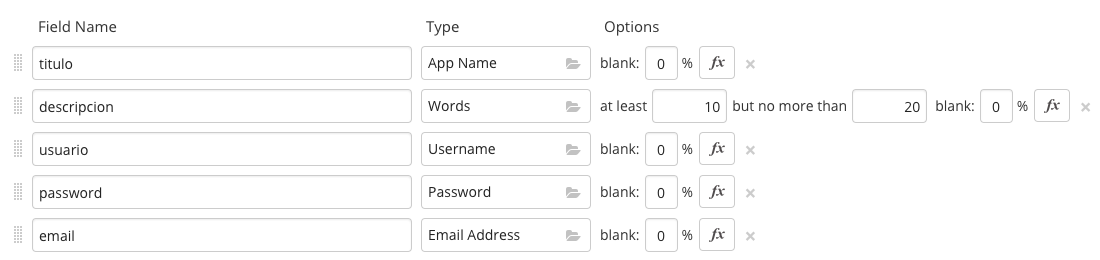 Field Name Type Options
titulo App Name blank: 0 % fx ×
descripcion Words at least 10 but no more than 20 blank: 0 % fx ×
usuario Username blank: 0 % fx ×
password Password blank: 0 % fx ×
email Email Address blank: 0 % fx ×